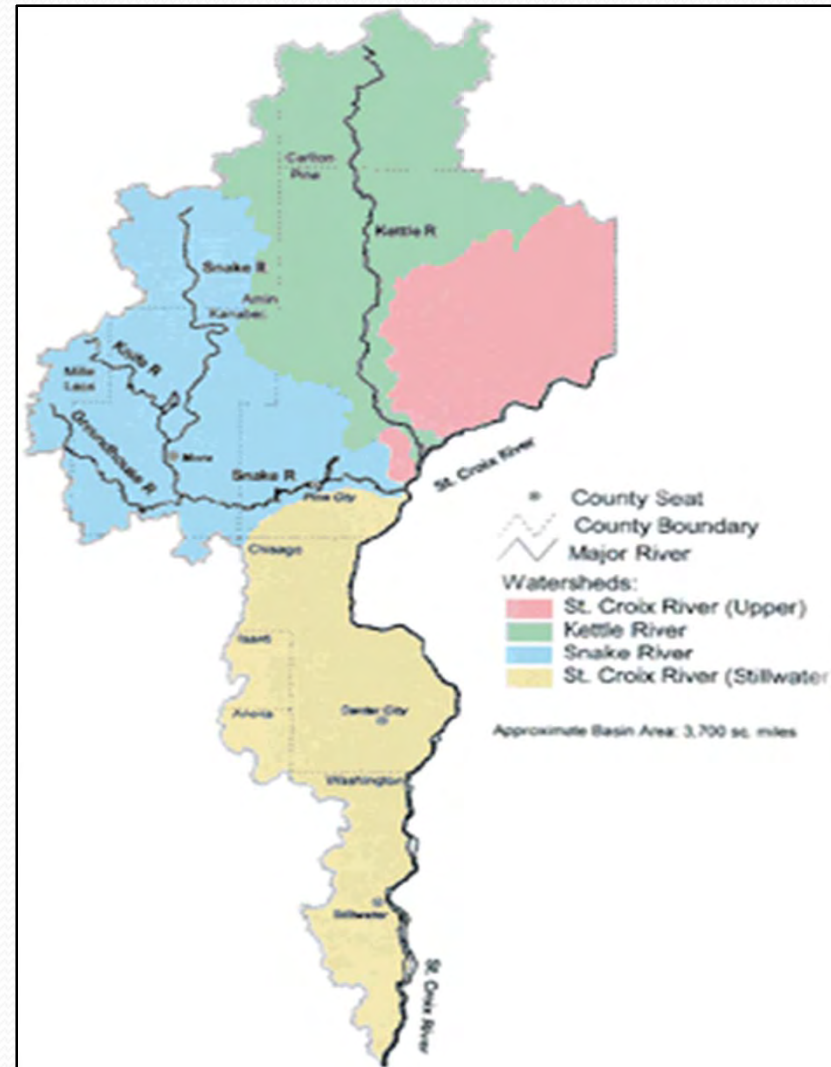 Carlton
Pine
Kettle R
Snake R
Kanabec
Mille
Lacs
Knife R
Groundhouse R
Mora
Snake R
Pine City
St. Croix River
County Seat
County Boundary
Major River
Watersheds:
St. Croix River (Upper)
Kettle River
Snake River
St. Croix River (Stillwater
Approximate Basin Area: 3,700 sq. miles
Chisago
Isanti
Anoka
Center City
Washington
Stillwater
St. Croix River